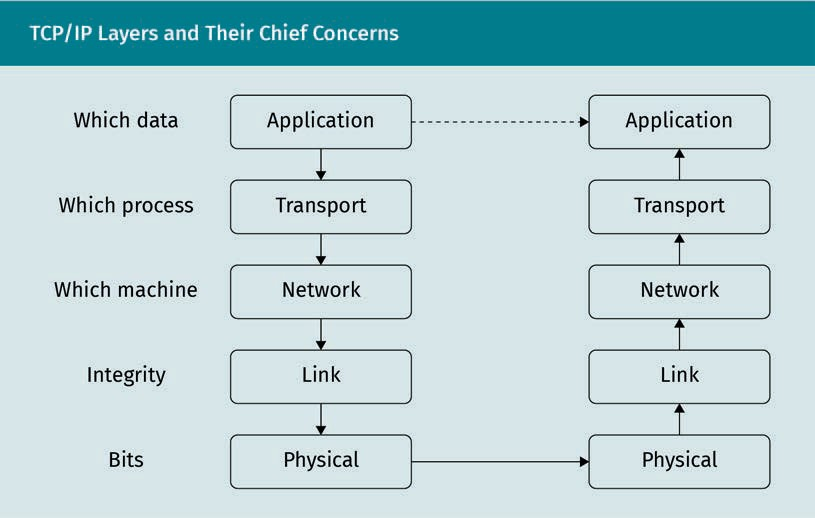 TCP/IP Layers and Their Chief Concerns
Which data Application Application
Which process Transport Transport
Which machine Network Network
Integrity Link Link
Bits Physical Physical